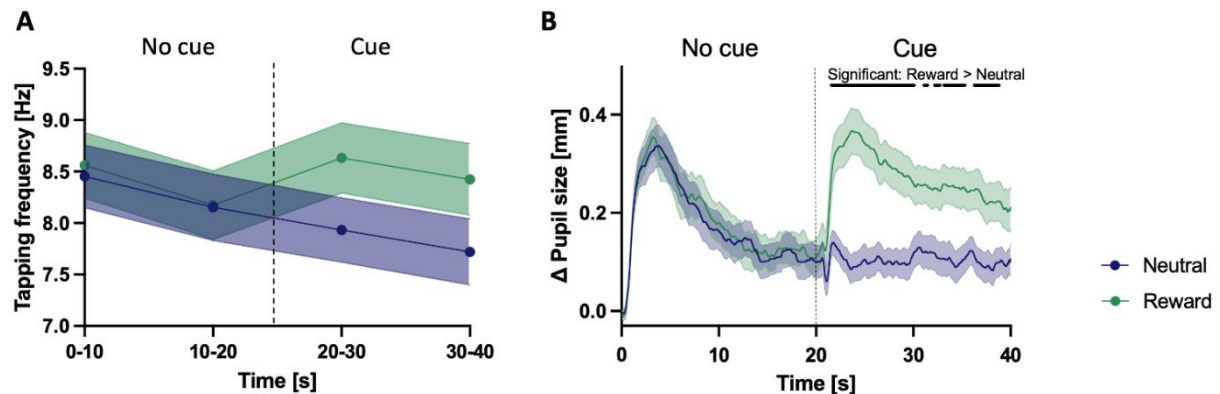 A
No cue
Cue
Tapping frequency [Hz]
9.5
9.0
8.5
8.0
7.5
7.0
0-10
10-20
20-30
30-40
Time [s]
B
No cue
Cue
Significant: Reward > Neutral
Δ Pupil size [mm]
0.4
0.2
0.0
0
10
20
30
40
Time [s]
Neutral
Reward